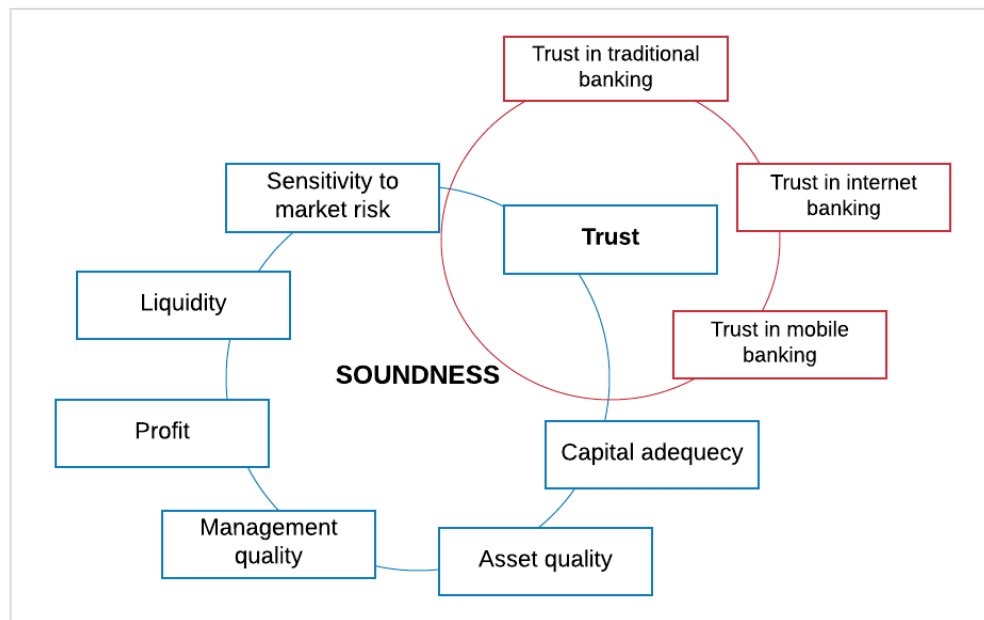 Trust in traditional
banking
Sensitivity to
market risk
Trust in internet
banking
Trust
Liquidity
Trust in mobile
banking
SOUNDNESS
Profit
Capital adequecy
Management
quality
Asset quality